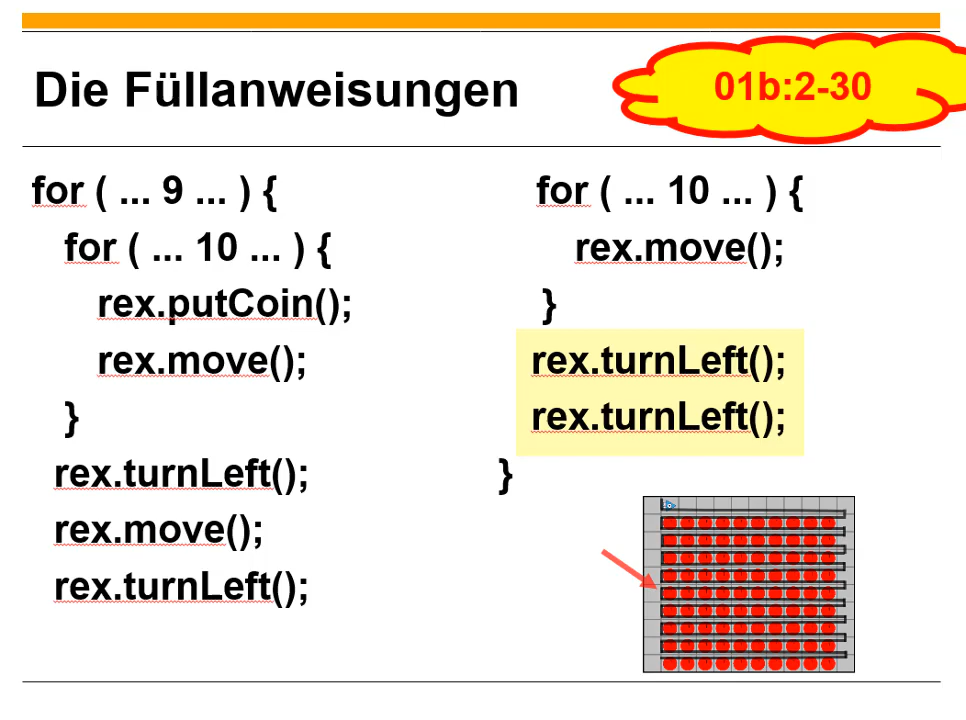 Die Füllanweisungen
01b:2-30
for ( ... 9 ... ) {
for ( ... 10 ... ) {
rex.putCoin();
rex.move();
}
rex.turnLeft();
rex.move();
rex.turnLeft();
for ( ... 10 ... ) {
rex.move();
}
rex.turnLeft();
rex.turnLeft();
}